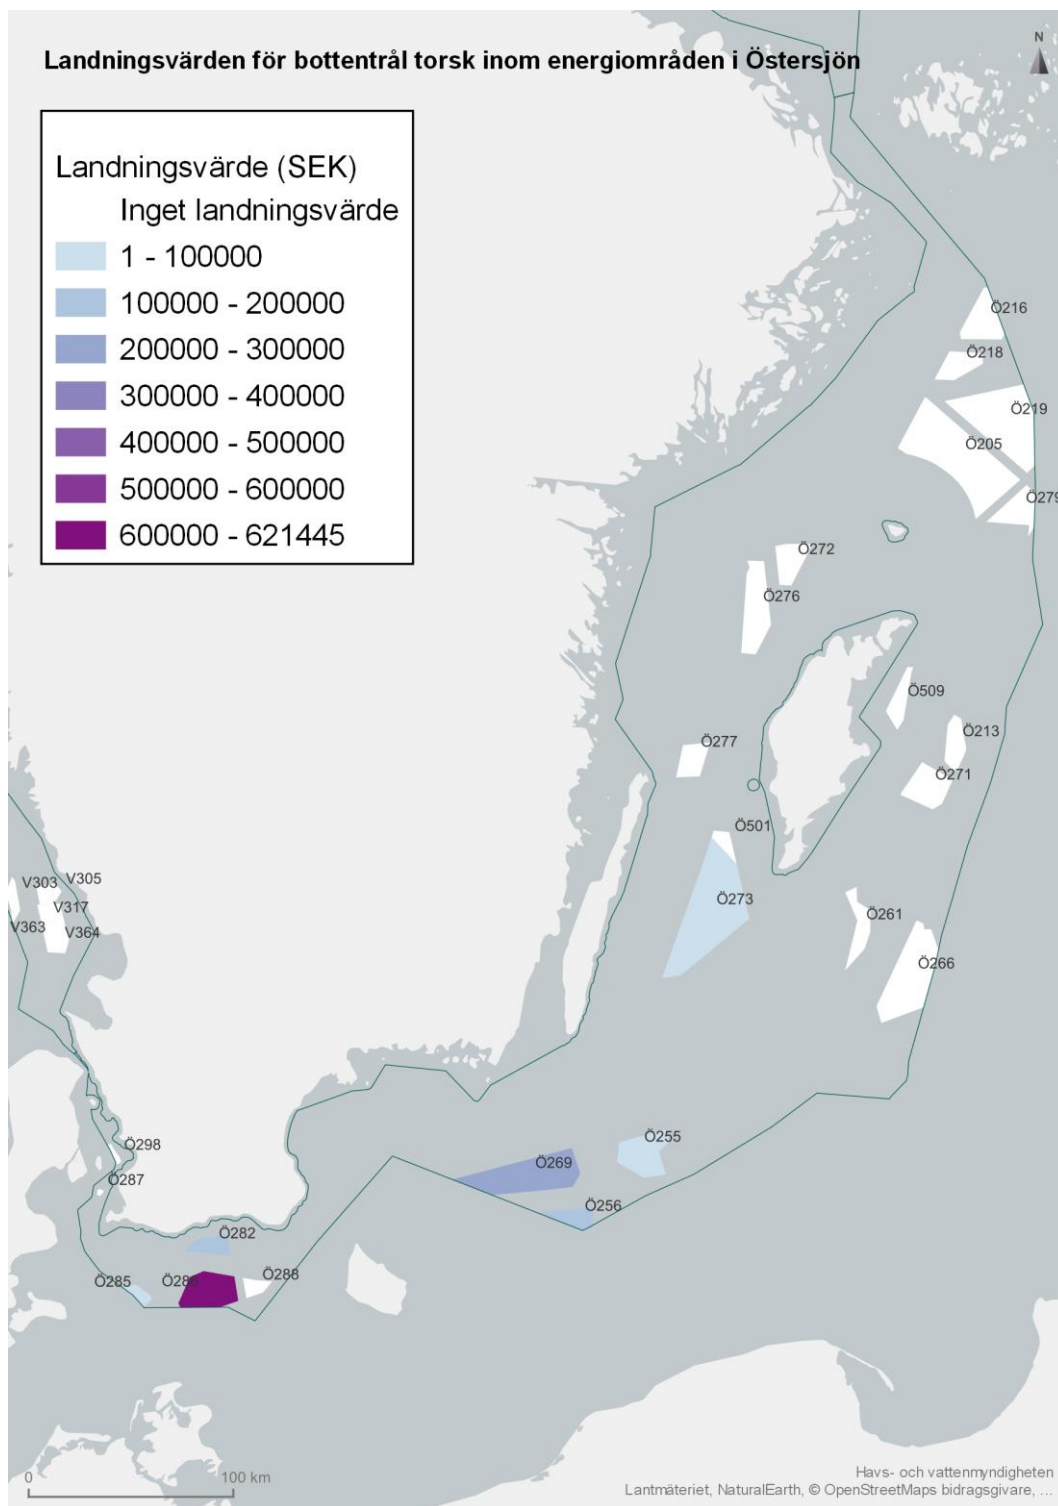 Landningsvärden för bottentrål torsk inom energiområden i Östersjön
N
Landningsvärde (SEK)
Inget landningsvärde
1 - 100000
100000 - 200000
200000 - 300000
300000 - 400000
400000 - 500000
500000 - 600000
600000 - 621445
Ö216
Ö218
Ö219
Ö205
Ö279
Ö272
Ö276
Ö509
Ö213
Ö277
Ö271
Ö501
V303 V305
Ö273
V317
Ö261
V363 V364
Ö266
Ö298
Ö255
Ö269
Ö287
Ö256
Ö282
Ö288
Ö285
0 100 km
Havs- och vattenmyndigheten
Lantmäteriet, NaturalEarth, © OpenStreetMaps bidragsgivare, ...